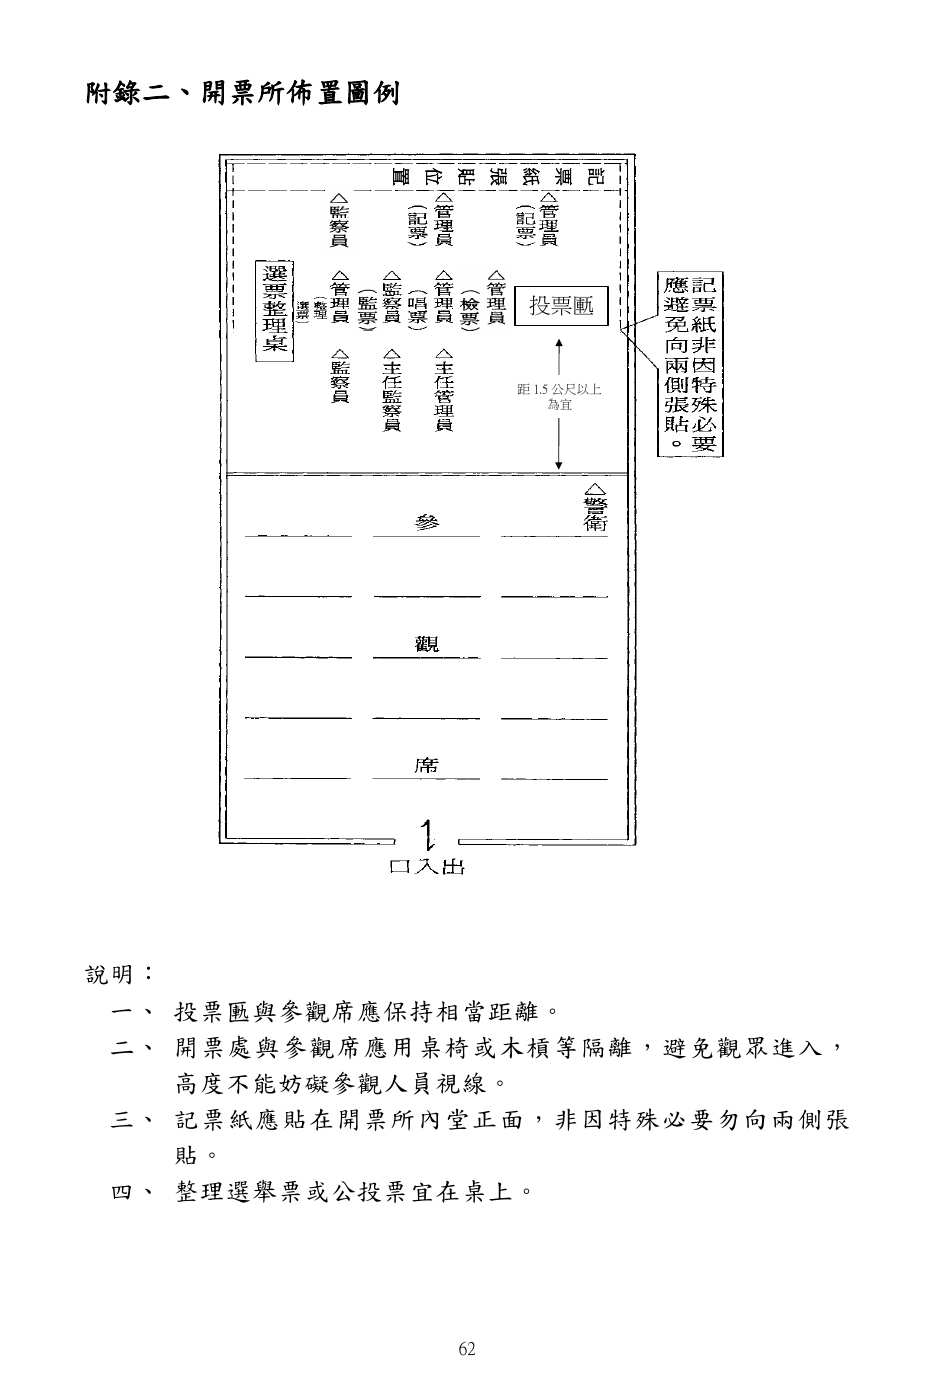 附錄二、開票所佈置圖例
記票紙張貼位置
△監察員
△管理員
(記票)
△管理員
(記票)
選票整理桌
△管理員
(整理
選票)
△監察員
(監票)
△管理員
(唱票)
△管理員
(檢票)
投票匭
△監察員
△主任監察員
△主任管理員
距 1.5 公尺以上
為宜
記票紙非因特殊必要
應避免向兩側張貼。
△警衛
參
觀
席
出入口
說明：
一、 投票匭與參觀席應保持相當距離。
二、 開票處與參觀席應用桌椅或木槓等隔離，避免觀眾進入，
高度不能妨礙參觀人員視線。
三、 記票紙應貼在開票所內堂正面，非因特殊必要勿向兩側張
貼。
四、 整理選舉票或公投票宜在桌上。
62